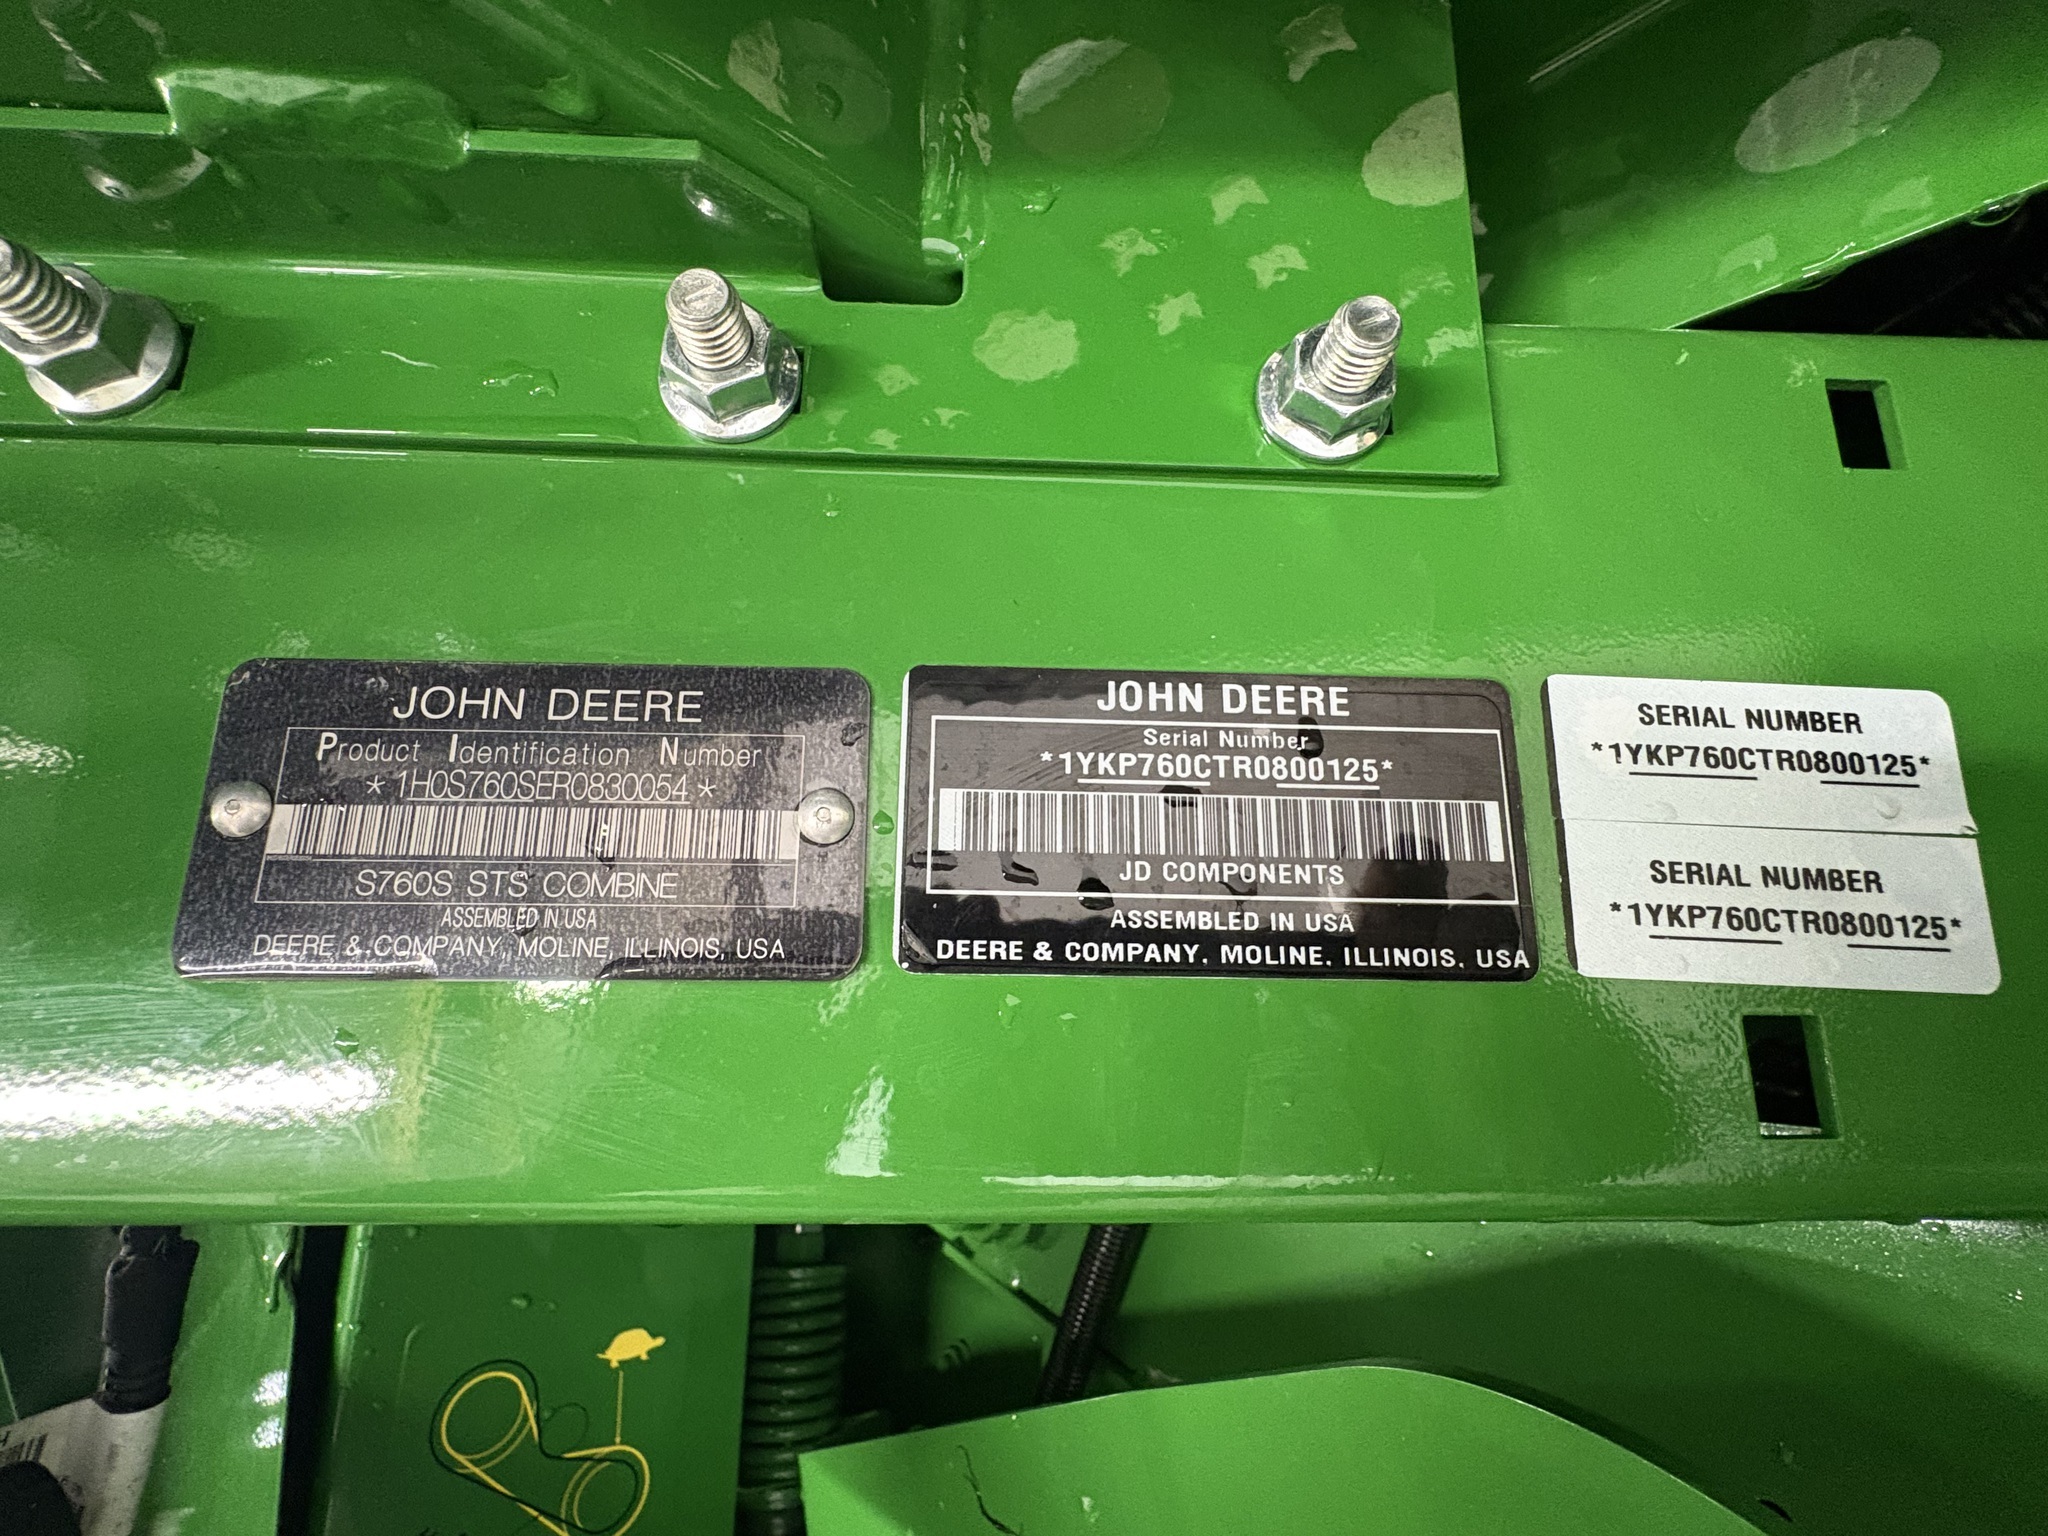 JOHN DEERE
Product Identification Number
*1H0S760SER0830054*
S760S STS COMBINE
ASSEMBLED IN USA
DEERE & COMPANY, MOLINE, ILLINOIS, USA
JOHN DEERE
Serial Number
*1YKP760CTR0800125*
JD COMPONENTS
ASSEMBLED IN USA
DEERE & COMPANY, MOLINE, ILLINOIS, USA
SERIAL NUMBER
*1YKP760CTR0800125*
SERIAL NUMBER
*1YKP760CTR0800125*